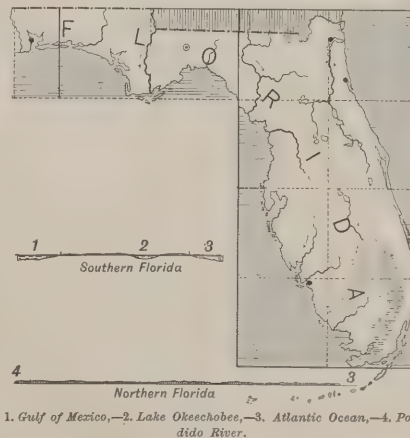 F L O R I D A
1 2 3
Southern Florida
4 3
Northern Florida
1. Gulf of Mexico,—2. Lake Okeechobee,—3. Atlantic Ocean,—4. Po
dido River.